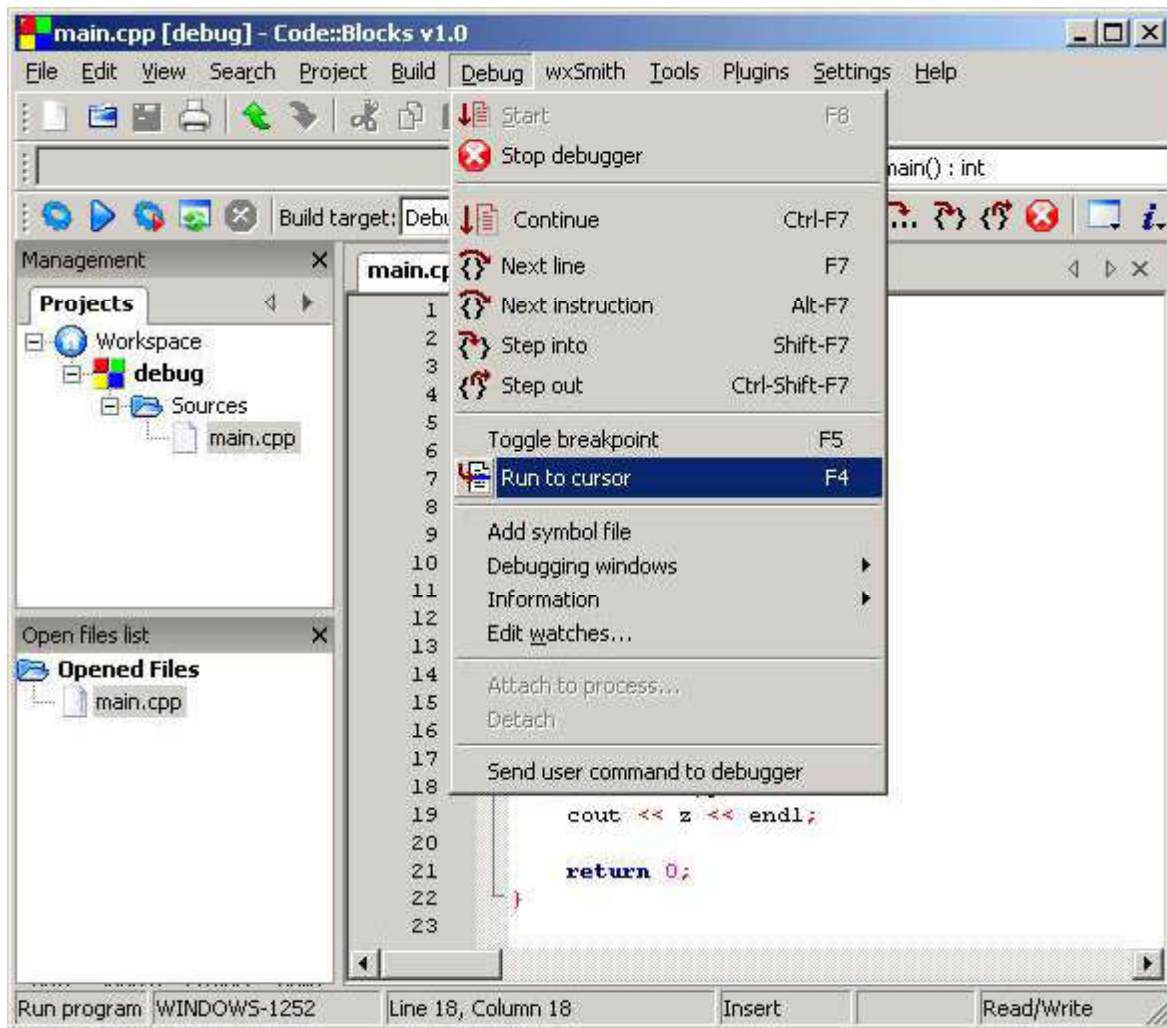 main.cpp [debug] - Code::Blocks v1.0
File Edit View Search Project Build Debug wxSmith Tools Plugins Settings Help
Start F8
Stop debugger
main() : int
Continue Ctrl-F7
Build target: Debu
Management
main.cp
Next line F7
Projects
Next instruction Alt-F7
Workspace
Step into Shift-F7
debug
Step out Ctrl-Shift-F7
Sources
main.cpp
Toggle breakpoint F5
Run to cursor F4
Add symbol file
Debugging windows
Information
Edit watches...
Attach to process...
Detach
Send user command to debugger
Open files list
Opened Files
main.cpp
1
2
3
4
5
6
7
8
9
10
11
12
13
14
15
16
17
18
19 cout << z << endl;
20
21 return 0;
22 }
23
Run program WINDOWS-1252 Line 18, Column 18 Insert Read/Write